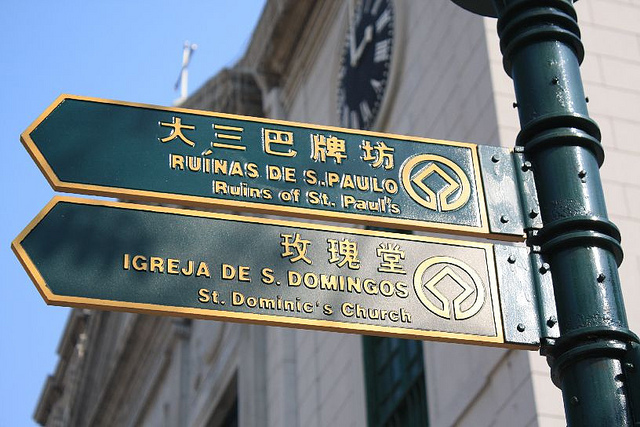 大三巴牌坊
RUÍNAS DE S. PAULO
Ruins of St. Paul's
玫瑰堂
IGREJA DE S. DOMINGOS
St. Dominic's Church